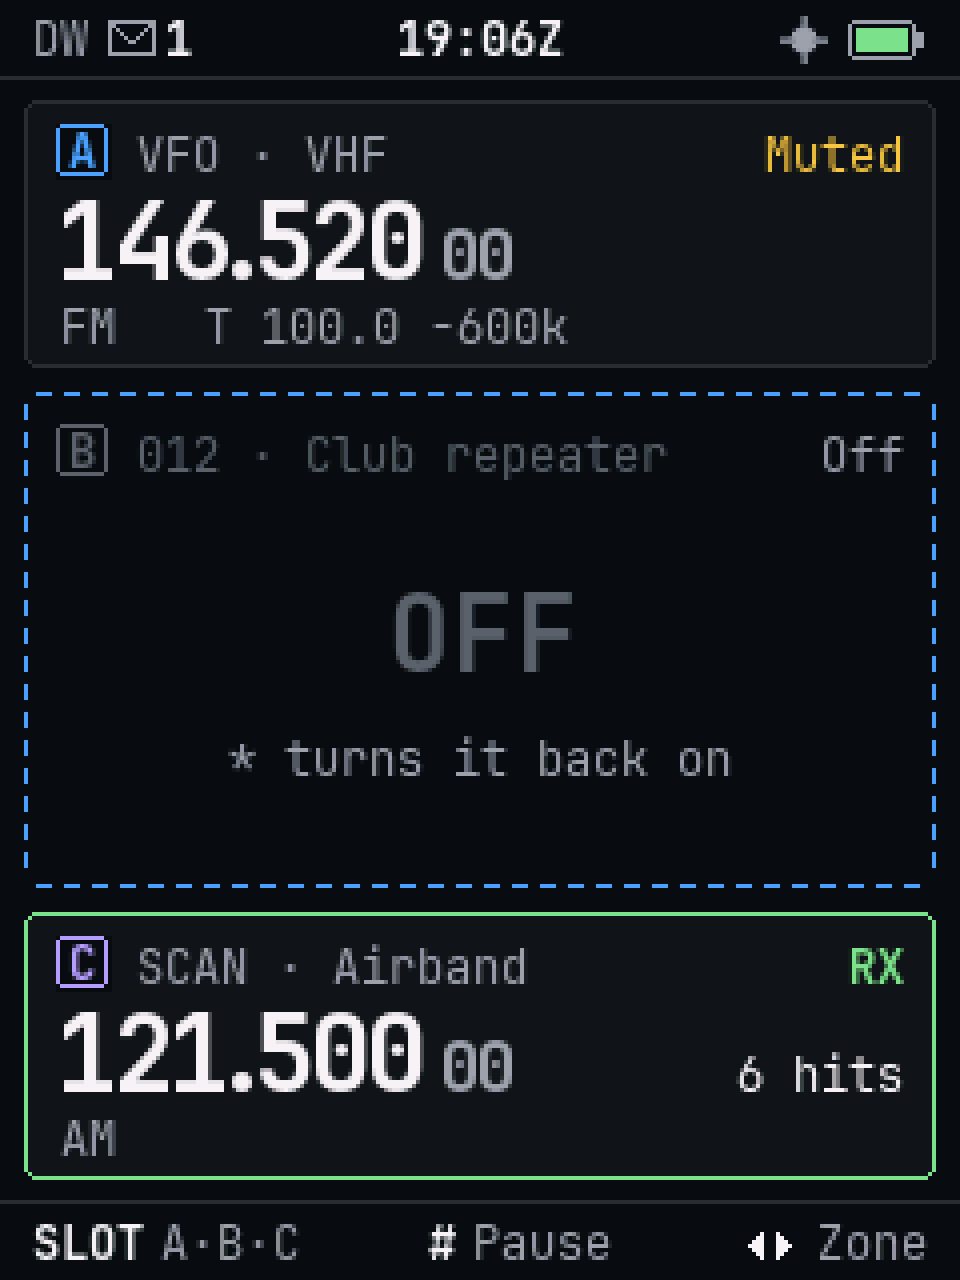 DW 1 19:06Z
A VFO · VHF Muted
146.520 00
FM T 100.0 -600k
B 012 · Club repeater Off
OFF
* turns it back on
C SCAN · Airband RX
121.500 00 6 hits
AM
SLOT A·B·C # Pause ◀▶ Zone